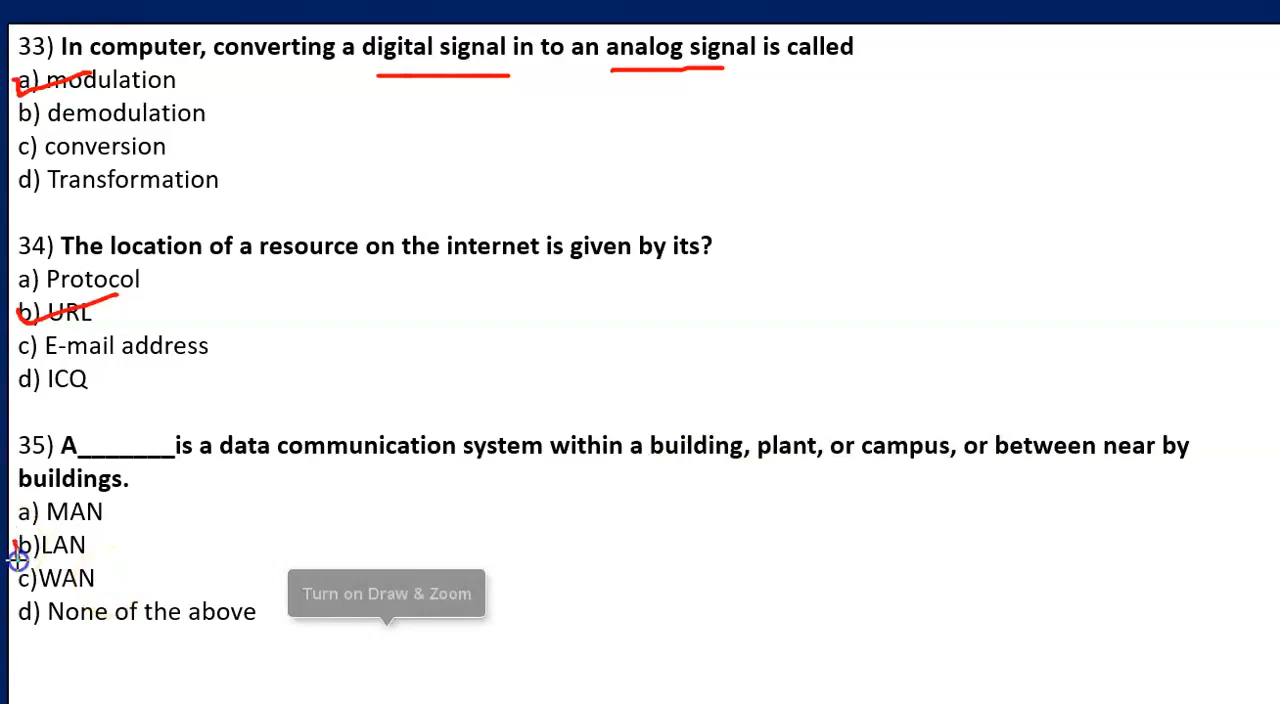 33) In computer, converting a digital signal in to an analog signal is called
a) modulation
b) demodulation
c) conversion
d) Transformation
34) The location of a resource on the internet is given by its?
a) Protocol
b) URL
c) E-mail address
d) ICQ
35) A_______is a data communication system within a building, plant, or campus, or between near by
buildings.
a) MAN
b)LAN
c)WAN
d) None of the above
Turn on Draw & Zoom